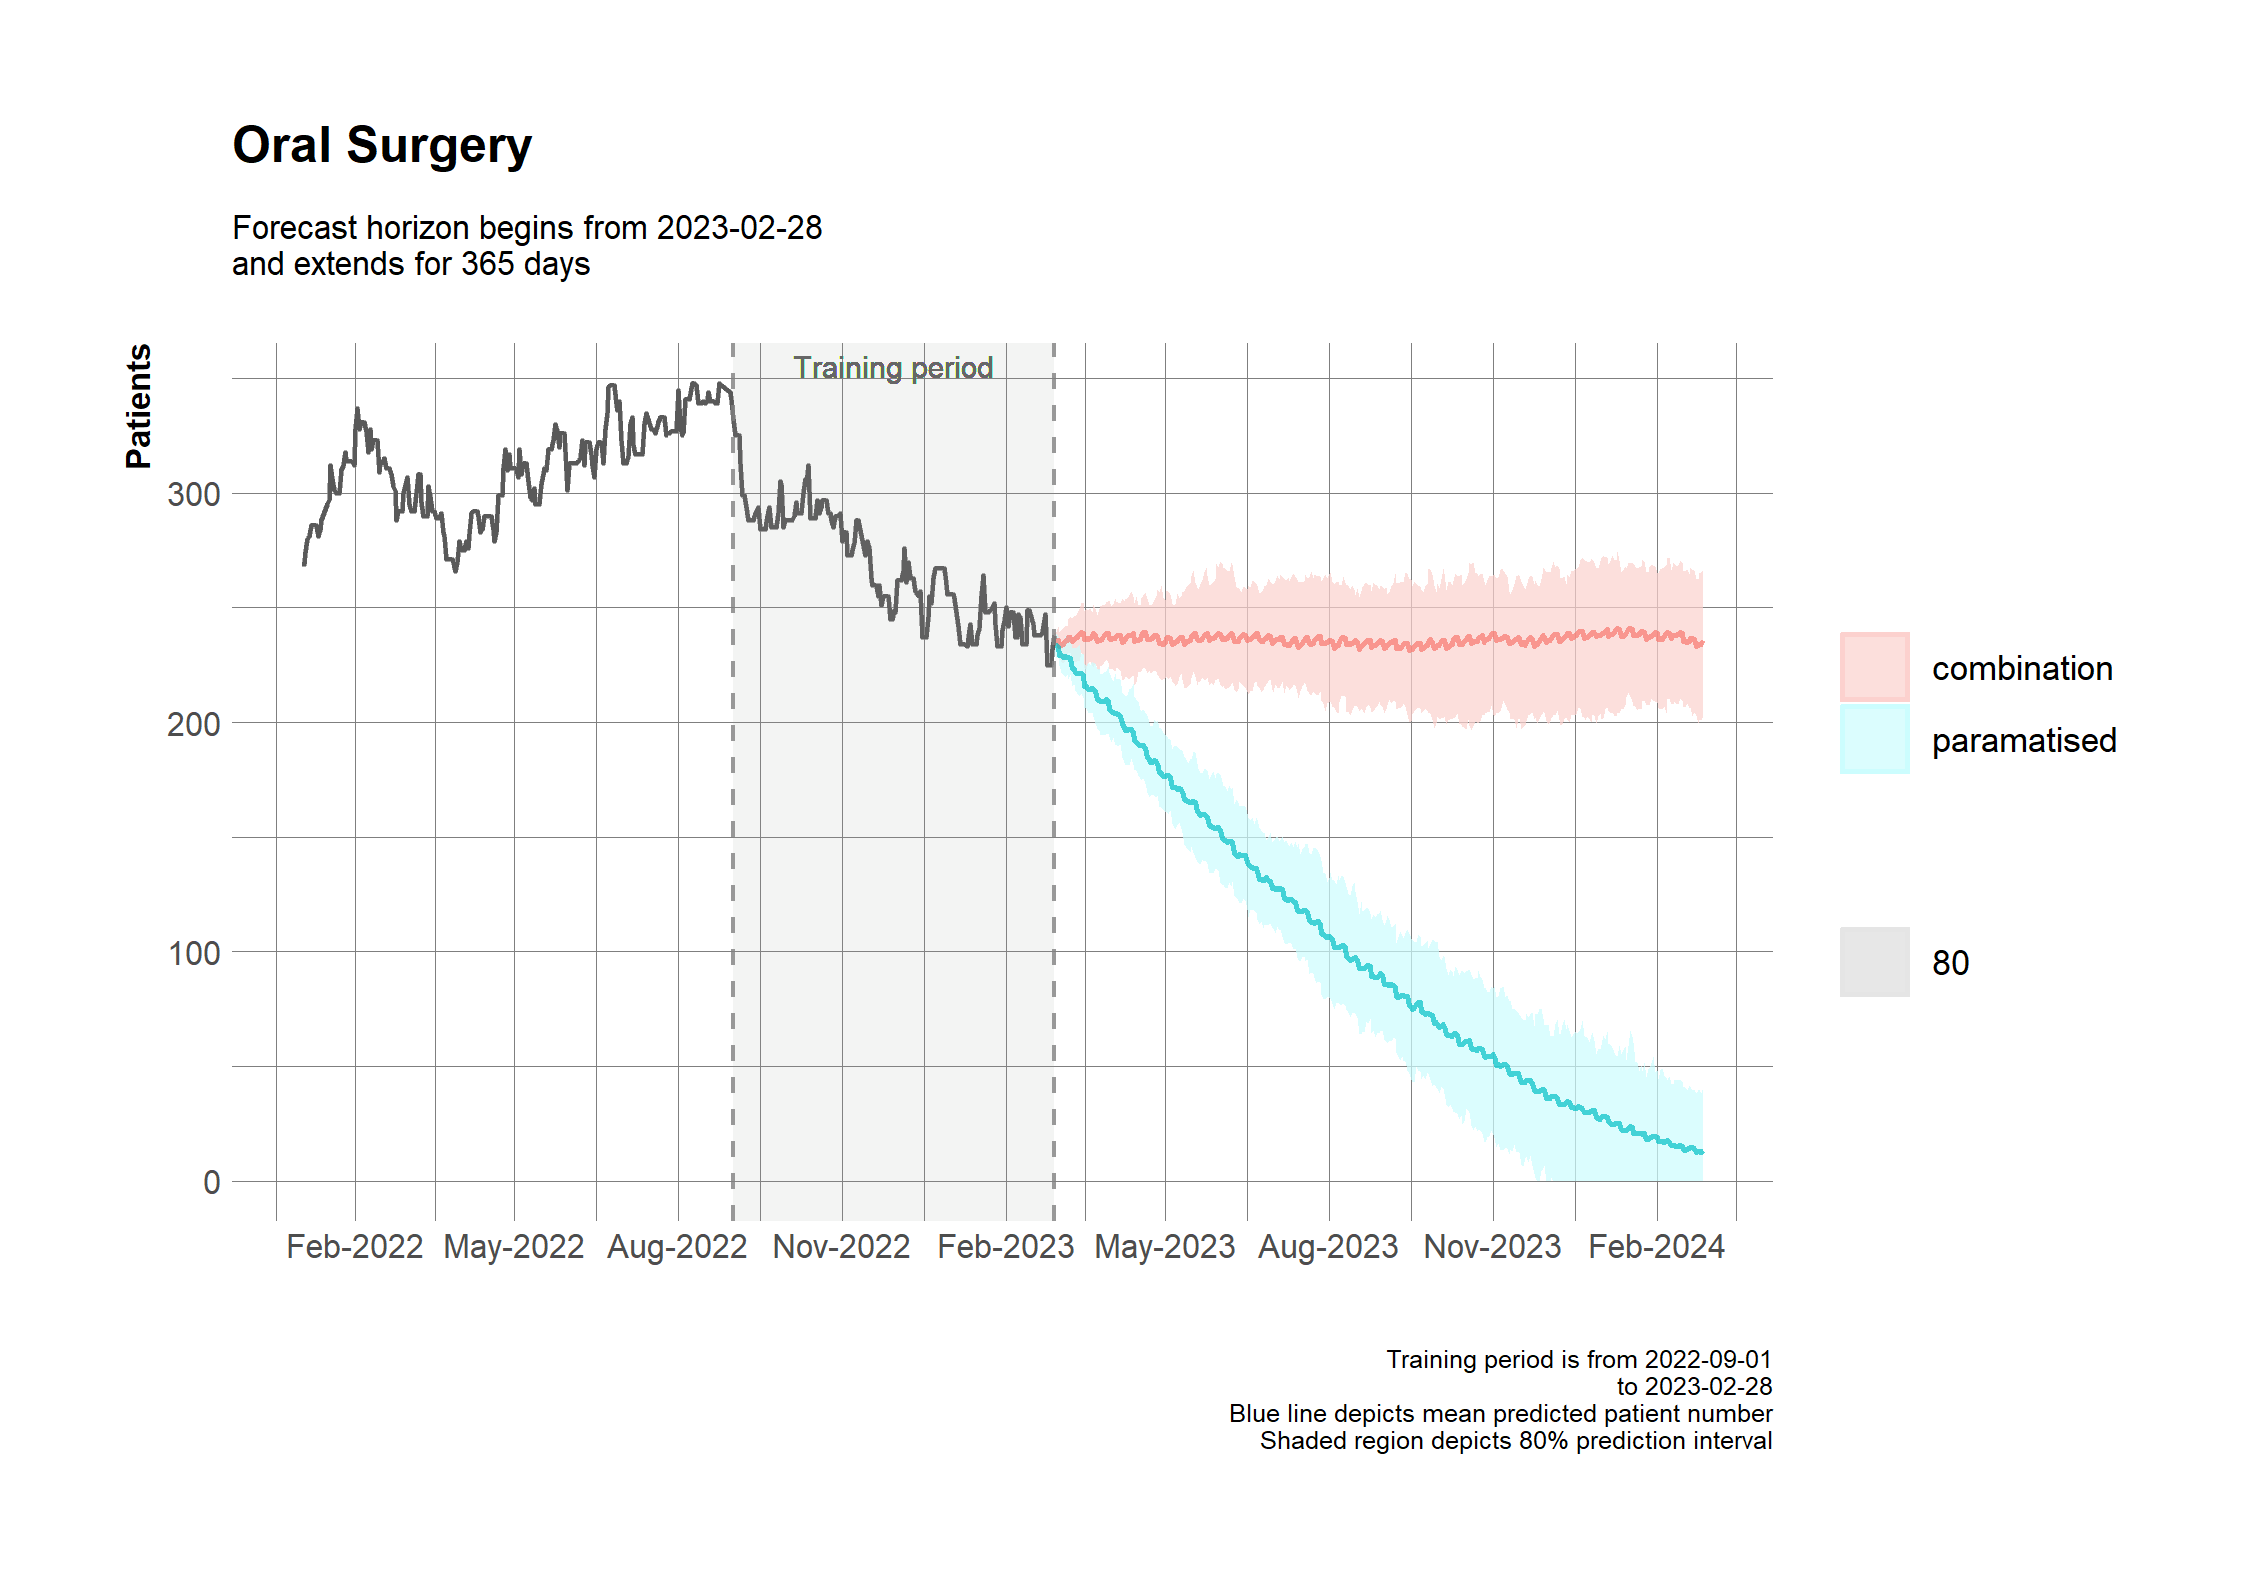 Oral Surgery
Forecast horizon begins from 2023-02-28
and extends for 365 days
Patients
Training period
300
200
100
0
Feb-2022 May-2022 Aug-2022 Nov-2022 Feb-2023 May-2023 Aug-2023 Nov-2023 Feb-2024
combination
paramatised
80
Training period is from 2022-09-01
to 2023-02-28
Blue line depicts mean predicted patient number
Shaded region depicts 80% prediction interval